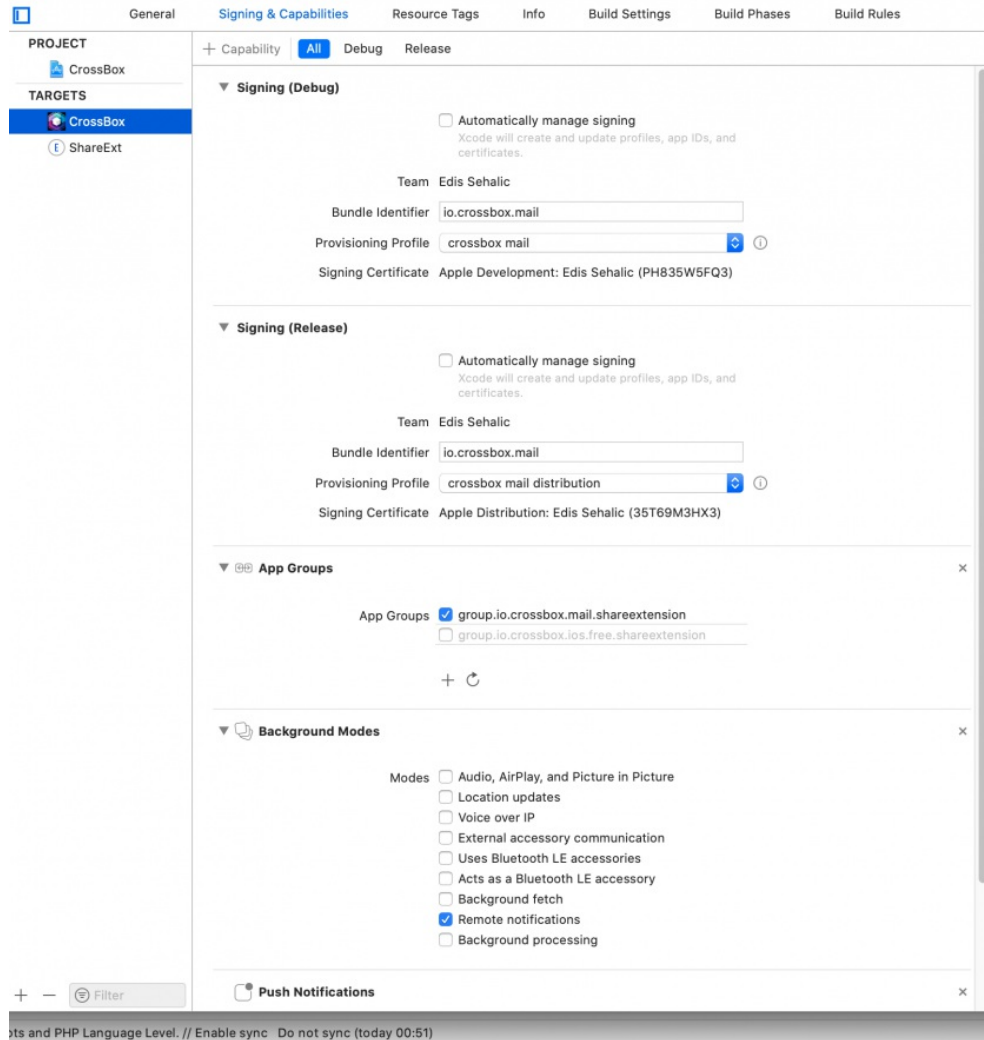 General Signing & Capabilities Resource Tags Info Build Settings Build Phases Build Rules
PROJECT
CrossBox
TARGETS
CrossBox
E ShareExt
+ Capability All Debug Release
Signing (Debug)
Automatically manage signing
Xcode will create and update profiles, app IDs, and
certificates.
Team Edis Sehalic
Bundle Identifier io.crossbox.mail
Provisioning Profile crossbox mail
Signing Certificate Apple Development: Edis Sehalic (PH835W5FQ3)
Signing (Release)
Automatically manage signing
Xcode will create and update profiles, app IDs, and
certificates.
Team Edis Sehalic
Bundle Identifier io.crossbox.mail
Provisioning Profile crossbox mail distribution
Signing Certificate Apple Distribution: Edis Sehalic (35T69M3HX3)
App Groups
App Groups group.io.crossbox.mail.shareextension
group.io.crossbox.ios.free.shareextension
Background Modes
Modes Audio, AirPlay, and Picture in Picture
Location updates
Voice over IP
External accessory communication
Uses Bluetooth LE accessories
Acts as a Bluetooth LE accessory
Background fetch
Remote notifications
Background processing
Push Notifications
Filter
ots and PHP Language Level. // Enable sync Do not sync (today 00:51)